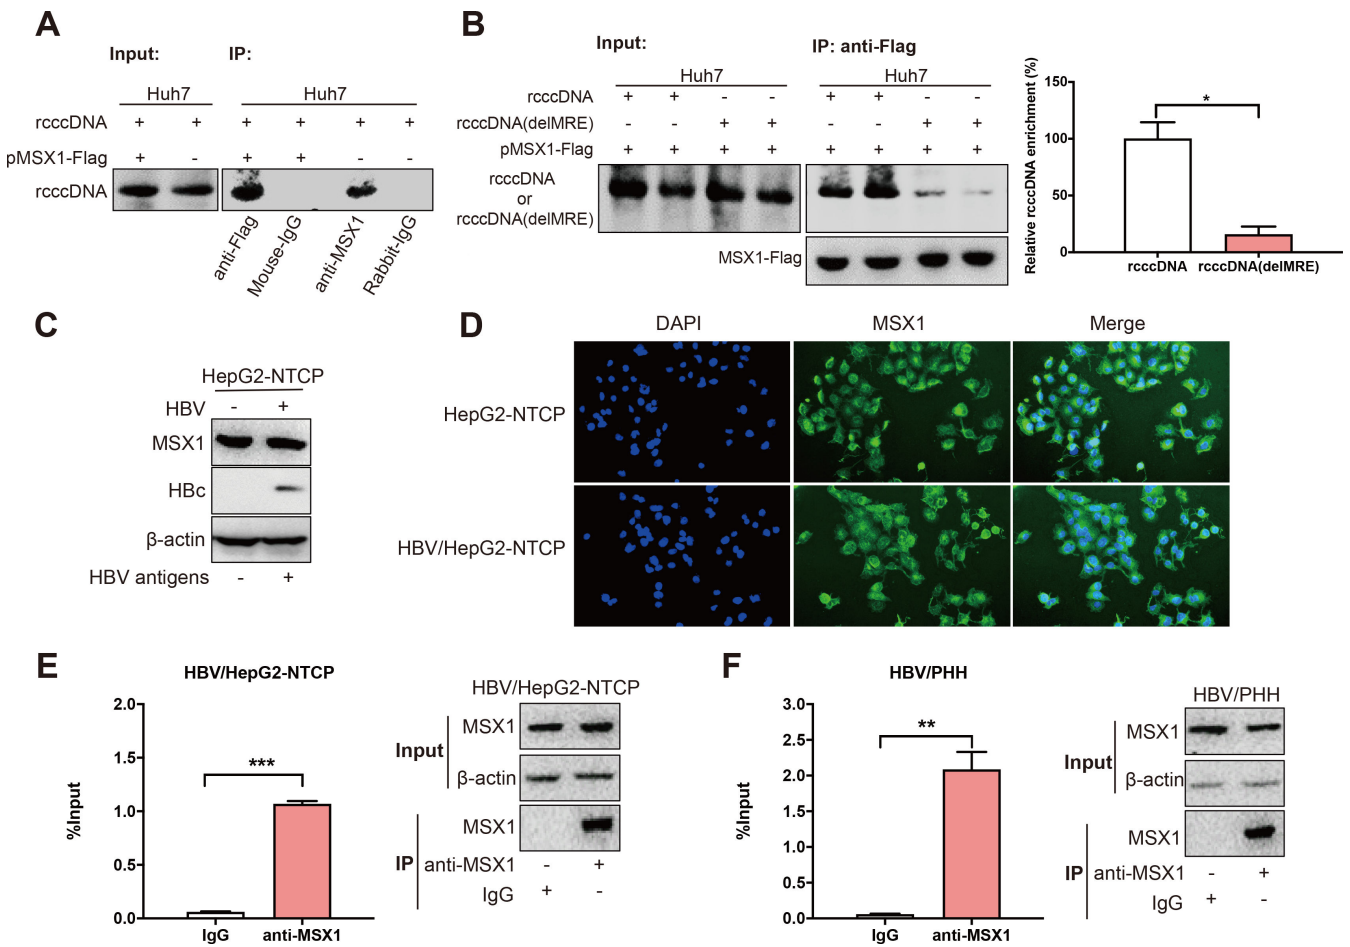 A
Input:
IP:
Huh7
Huh7
rcccDNA + + + + + +
pMSX1-Flag + - + + - -
rcccDNA
anti-Flag
Mouse-IgG
anti-MSX1
Rabbit-IgG
B
Input:
IP: anti-Flag
Huh7
Huh7
rcccDNA + + - - + + - -
rcccDNA(delMRE) - - + + - - + +
pMSX1-Flag + + + + + + + +
rcccDNA
or
rcccDNA(delMRE)
MSX1-Flag
Relative rcccDNA enrichment (%)
150
100
50
0
*
rcccDNA
rcccDNA(delMRE)
C
HepG2-NTCP
HBV - +
MSX1
HBc
β-actin
HBV antigens - +
D
DAPI
MSX1
Merge
HepG2-NTCP
HBV/HepG2-NTCP
E
HBV/HepG2-NTCP
%Input
2.0
1.5
1.0
0.5
0.0
***
IgG
anti-MSX1
HBV/HepG2-NTCP
Input
MSX1
β-actin
IP
MSX1
anti-MSX1 - +
IgG + -
F
HBV/PHH
%Input
3.0
2.5
2.0
1.5
1.0
0.5
0.0
**
IgG
anti-MSX1
HBV/PHH
Input
MSX1
β-actin
IP
MSX1
anti-MSX1 - +
IgG + -